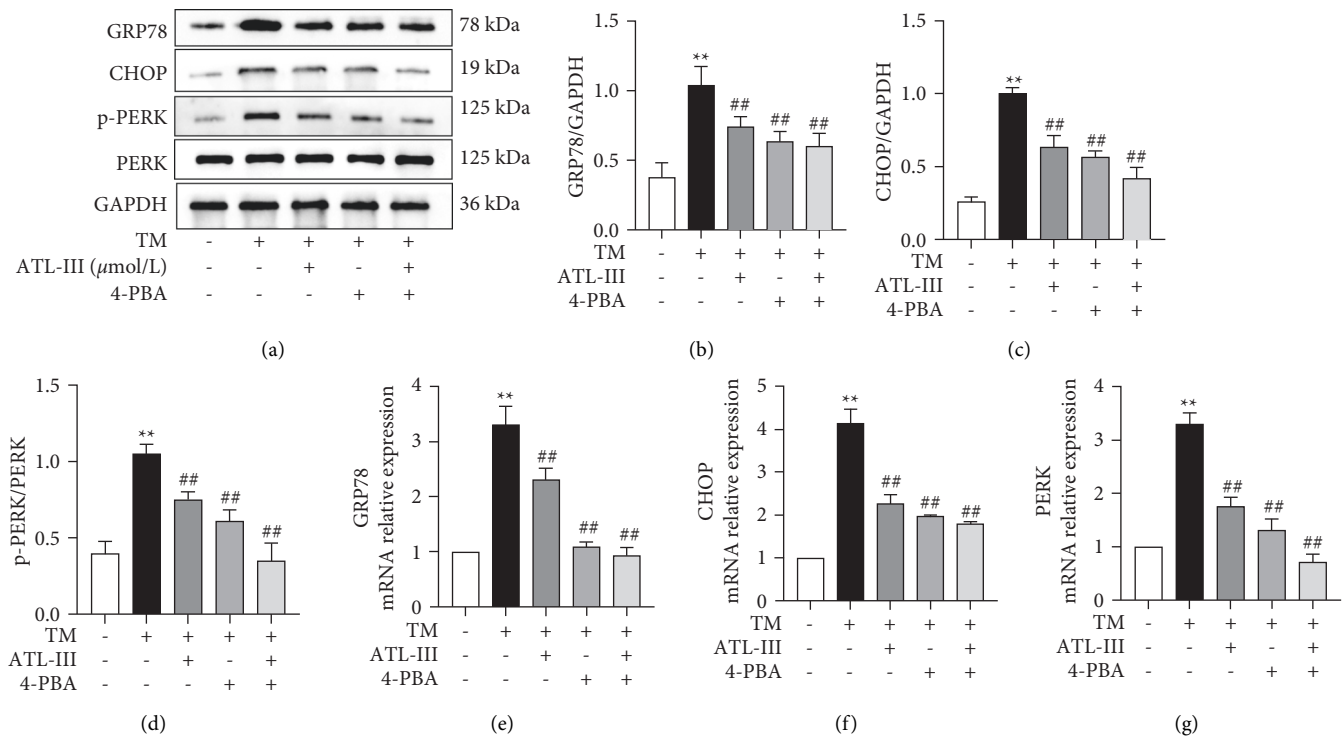 GRP78
78 kDa
CHOP
19 kDa
p-PERK
125 kDa
PERK
125 kDa
GAPDH
36 kDa
TM - + + + +
ATL-III (μmol/L) - - + - +
4-PBA - - - + +
(a)
GRP78/GAPDH
1.5
1.0
0.5
0.0
**
##
##
##
TM - + + + +
ATL-III - - + - +
4-PBA - - - + +
(b)
CHOP/GAPDH
1.5
1.0
0.5
0.0
**
##
##
##
TM - + + + +
ATL-III - - + - +
4-PBA - - - + +
(c)
p-PERK/PERK
1.5
1.0
0.5
0.0
**
##
##
##
TM - + + + +
ATL-III - - + - +
4-PBA - - - + +
(d)
GRP78
mRNA relative expression
4
3
2
1
0
**
##
##
##
TM - + + + +
ATL-III - - + - +
4-PBA - - - + +
(e)
CHOP
mRNA relative expression
5
4
3
2
1
0
**
##
##
##
TM - + + + +
ATL-III - - + - +
4-PBA - - - + +
(f)
PERK
mRNA relative expression
4
3
2
1
0
**
##
##
##
TM - + + + +
ATL-III - - + - +
4-PBA - - - + +
(g)